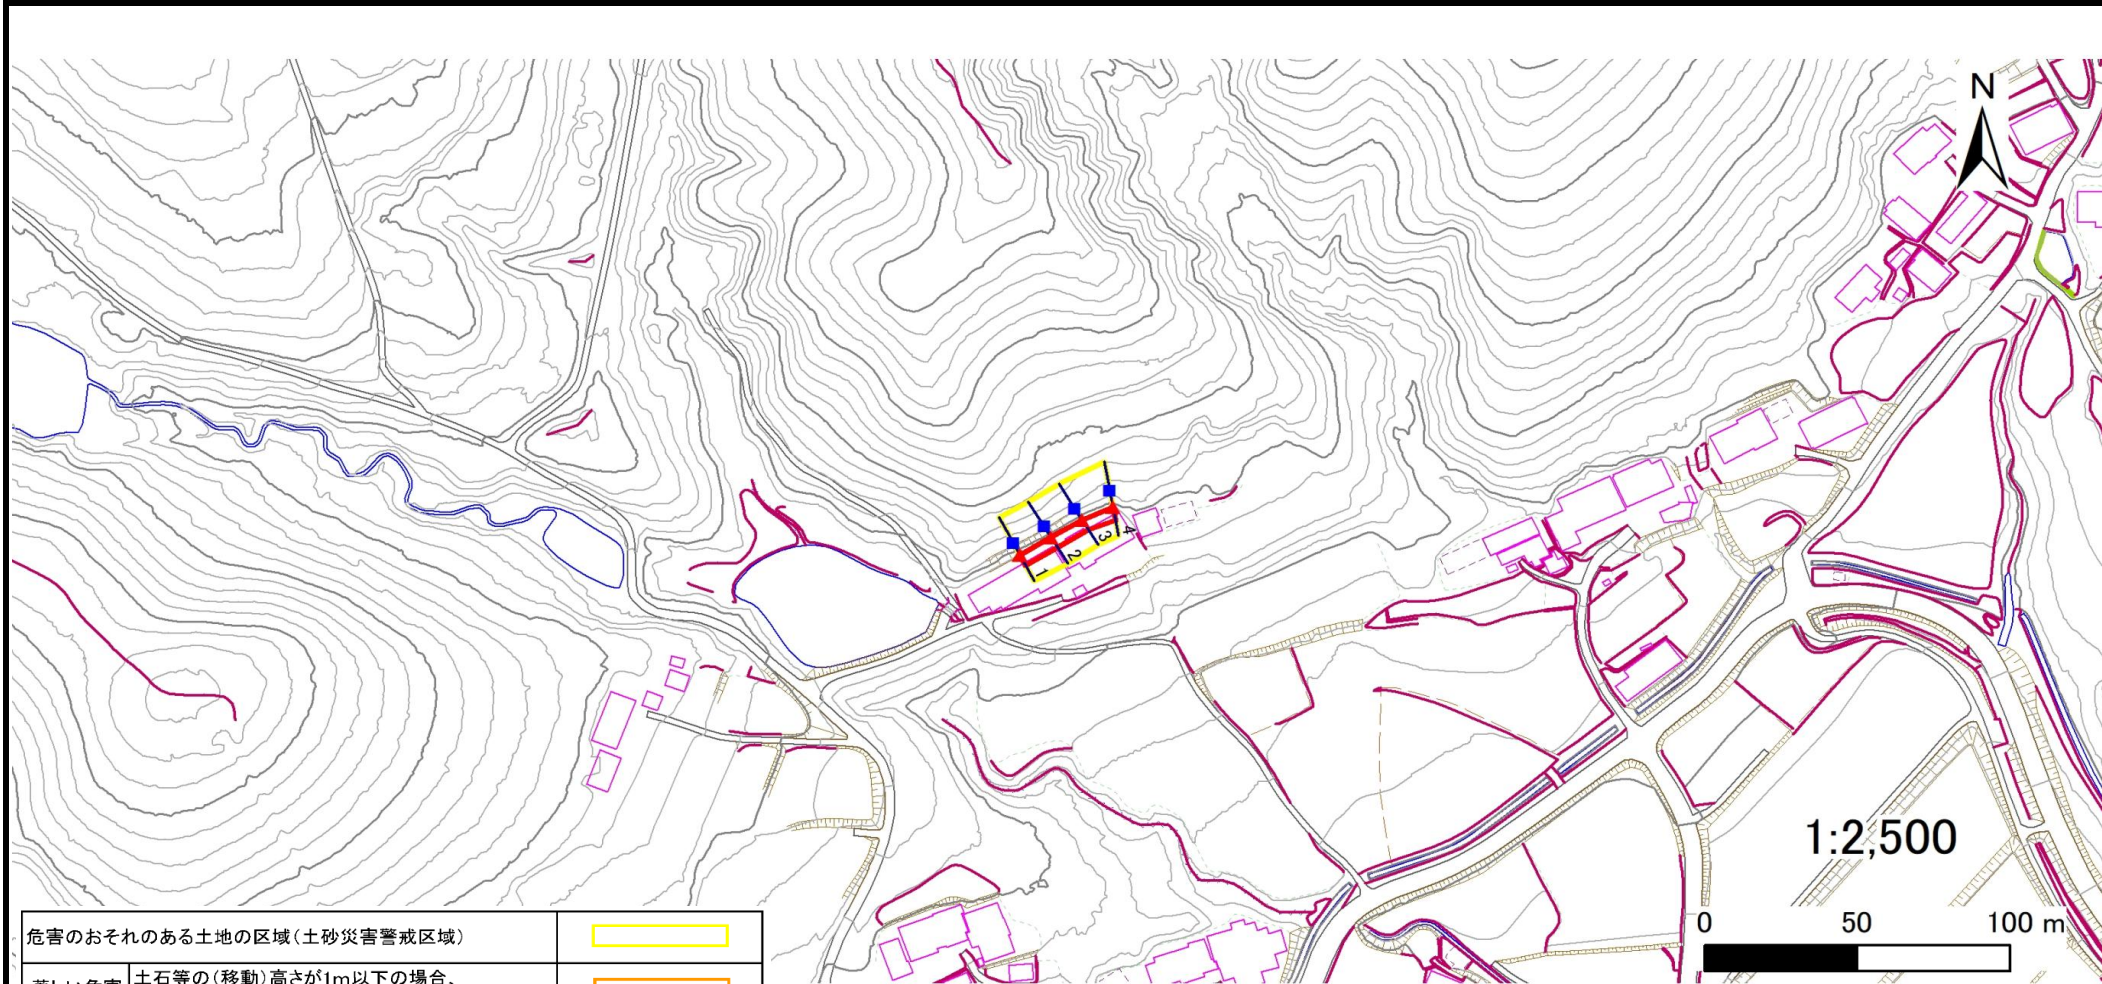 N
4
3
2
1
1:2,500
0 50 100 m
危害のおそれのある土地の区域(土砂災害警戒区域)
土石等の(移動)高さが1m以下の場合、